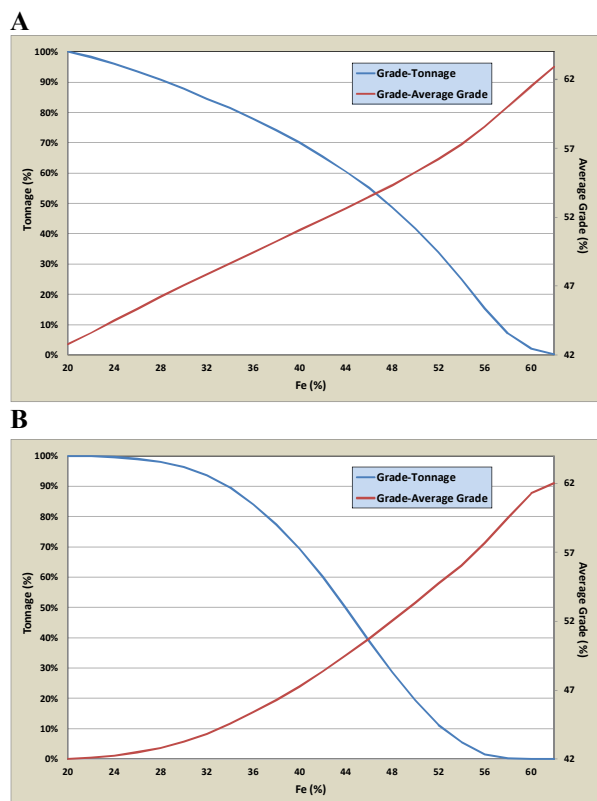 A
100%
90%
80%
70%
60%
50%
40%
30%
20%
10%
0%
Tonnage (%)
Grade-Tonnage
Grade-Average Grade
62
57
52
47
42
Average Grade (%)
20 24 28 32 36 40 44 48 52 56 60
Fe (%)
B
100%
90%
80%
70%
60%
50%
40%
30%
20%
10%
0%
Tonnage (%)
Grade-Tonnage
Grade-Average Grade
62
57
52
47
42
Average Grade
(%)
20 24 28 32 36 40 44 48 52 56 60
Fe (%)